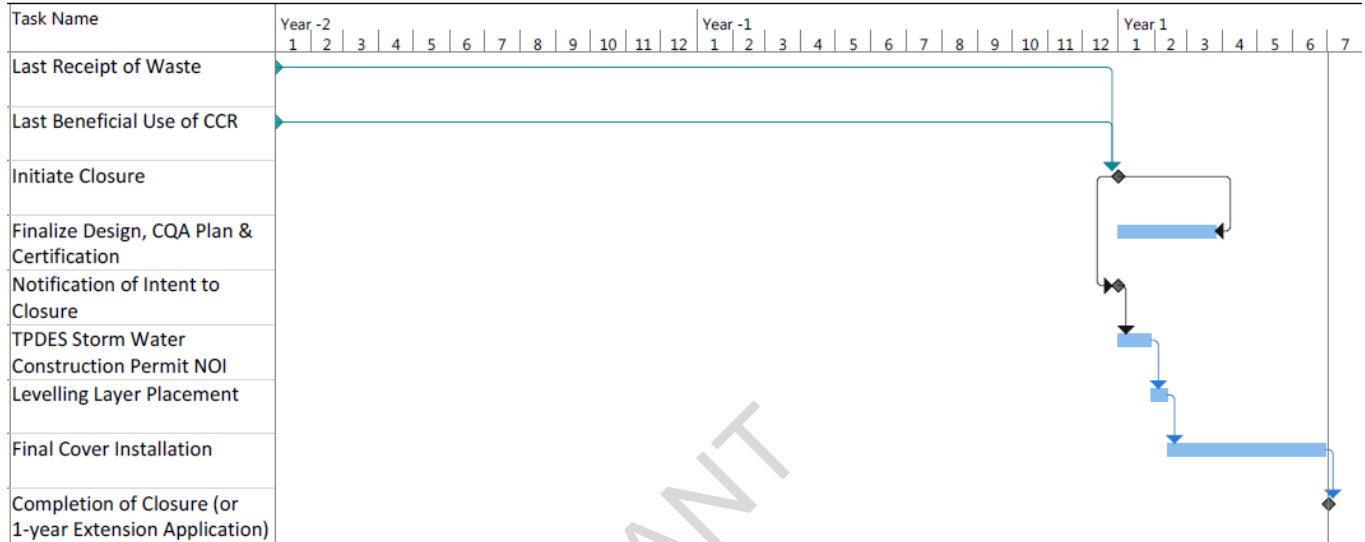 Task Name
Year -2 Year -1 Year 1
1 2 3 4 5 6 7 8 9 10 11 12 1 2 3 4 5 6 7 8 9 10 11 12 1 2 3 4 5 6 7
Last Receipt of Waste
Last Beneficial Use of CCR
Initiate Closure
Finalize Design, CQA Plan &
Certification
Notification of Intent to
Closure
TPDES Storm Water
Construction Permit NOI
Levelling Layer Placement
Final Cover Installation
Completion of Closure (or
1-year Extension Application)
ANT